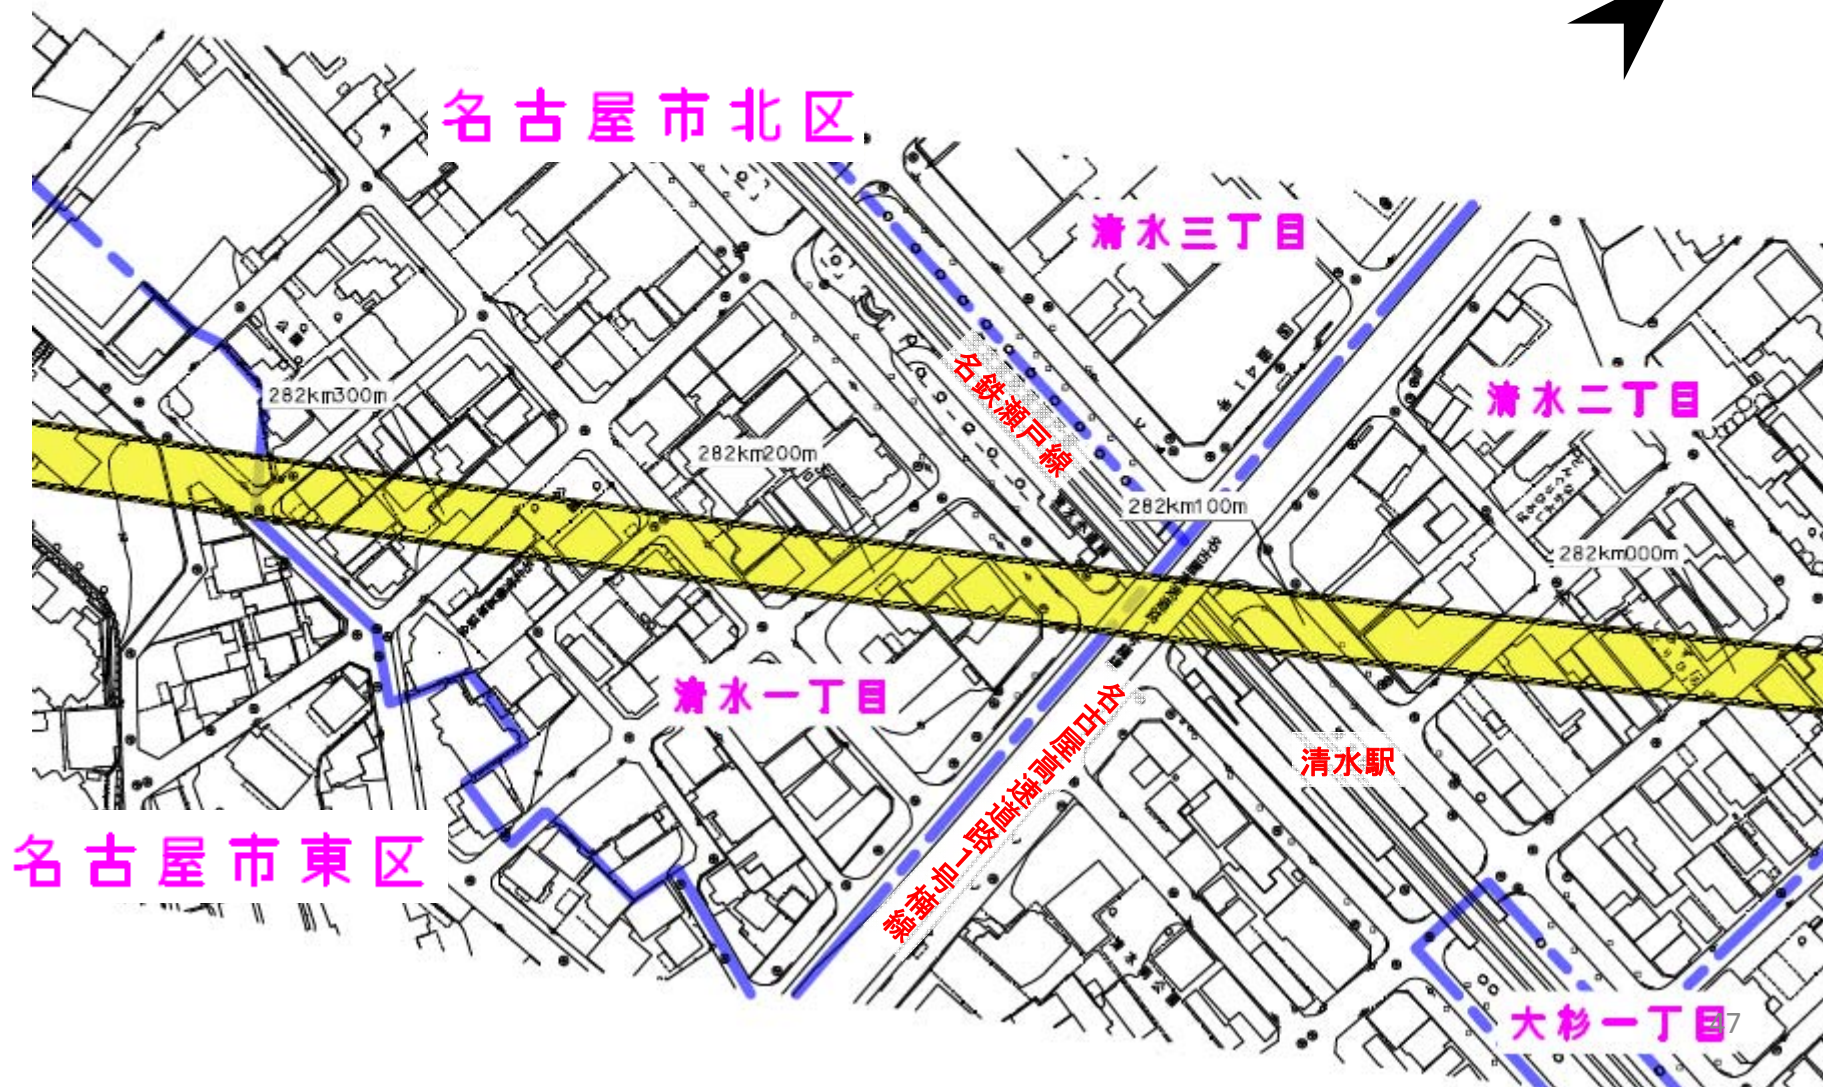 名古屋市北区
清水三丁目
282km300m
名鉄瀬戸線
清水二丁目
282km200m
282km100m
282km000m
清水一丁目
名古屋高速道路1号楠線
清水駅
名古屋市東区
大杉一丁目
47